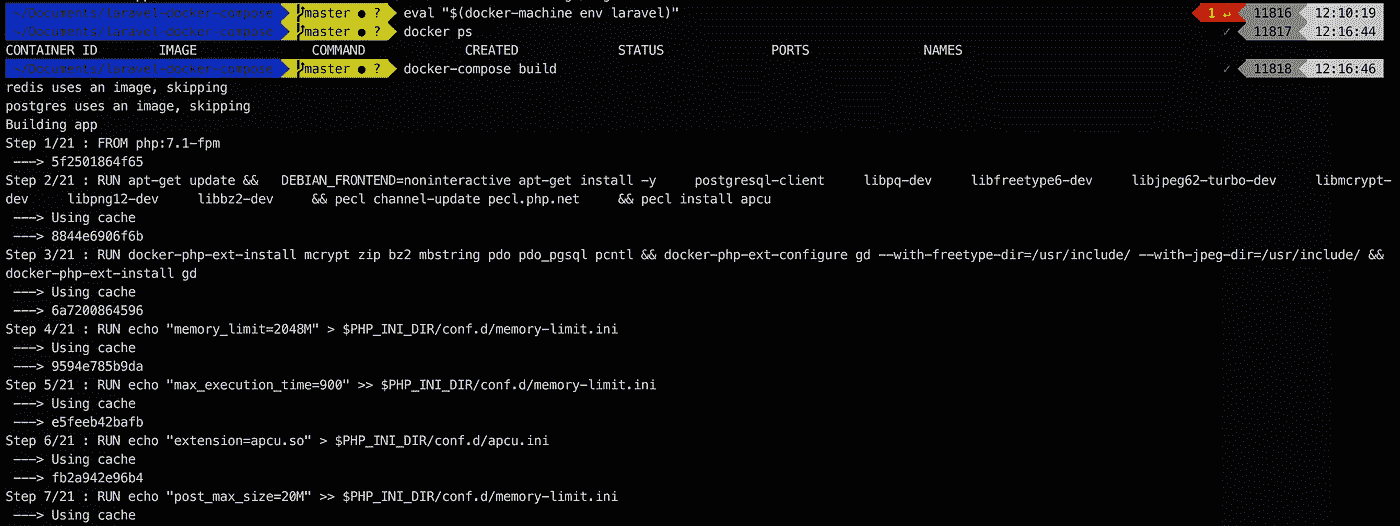 ~/Documents/laravel-docker-compose master ● ? eval "$(docker-machine env laravel)" 1 ↵ 11816 12:10:19
~/Documents/laravel-docker-compose master ● ? docker ps ✓ 11817 12:16:44
CONTAINER ID IMAGE COMMAND CREATED STATUS PORTS NAMES
~/Documents/laravel-docker-compose master ● ? docker-compose build ✓ 11818 12:16:46
redis uses an image, skipping
postgres uses an image, skipping
Building app
Step 1/21 : FROM php:7.1-fpm
---> 5f2501864f65
Step 2/21 : RUN apt-get update && DEBIAN_FRONTEND=noninteractive apt-get install -y postgresql-client libpq-dev libfreetype6-dev libjpeg62-turbo-dev libmcrypt-
dev libpng12-dev libbz2-dev && pecl channel-update pecl.php.net && pecl install apcu
---> Using cache
---> 8844e6906f6b
Step 3/21 : RUN docker-php-ext-install mcrypt zip bz2 mbstring pdo pdo_pgsql pcntl && docker-php-ext-configure gd --with-freetype-dir=/usr/include/ --with-jpeg-dir=/usr/include/ &&
docker-php-ext-install gd
---> Using cache
---> 6a7200864596
Step 4/21 : RUN echo "memory_limit=2048M" > $PHP_INI_DIR/conf.d/memory-limit.ini
---> Using cache
---> 9594e785b9da
Step 5/21 : RUN echo "max_execution_time=900" >> $PHP_INI_DIR/conf.d/memory-limit.ini
---> Using cache
---> e5feeb42bafb
Step 6/21 : RUN echo "extension=apcu.so" > $PHP_INI_DIR/conf.d/apcu.ini
---> Using cache
---> fb2a942e96b4
Step 7/21 : RUN echo "post_max_size=20M" >> $PHP_INI_DIR/conf.d/memory-limit.ini
---> Using cache